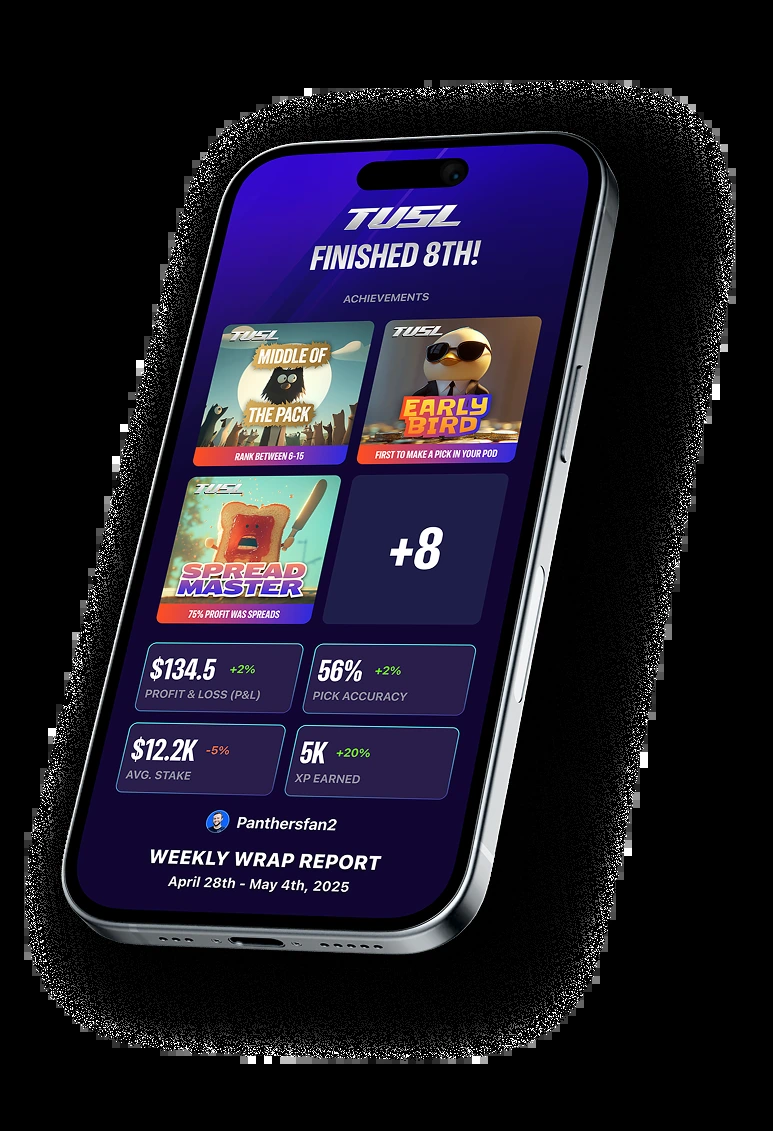 TUSL
FINISHED 8TH!
ACHIEVEMENTS
TUSL
MIDDLE OF
THE PACK
RANK BETWEEN 6-15
TUSL
EARLY
BIRD
FIRST TO MAKE A PICK IN YOUR POD
TUSL
SPREAD
MASTER
75% PROFIT WAS SPREADS
+8
$134.5 +2%
PROFIT & LOSS (P&L)
56% +2%
PICK ACCURACY
$12.2K -5%
AVG. STAKE
5K +20%
XP EARNED
Panthersfan2
WEEKLY WRAP REPORT
April 28th - May 4th, 2025